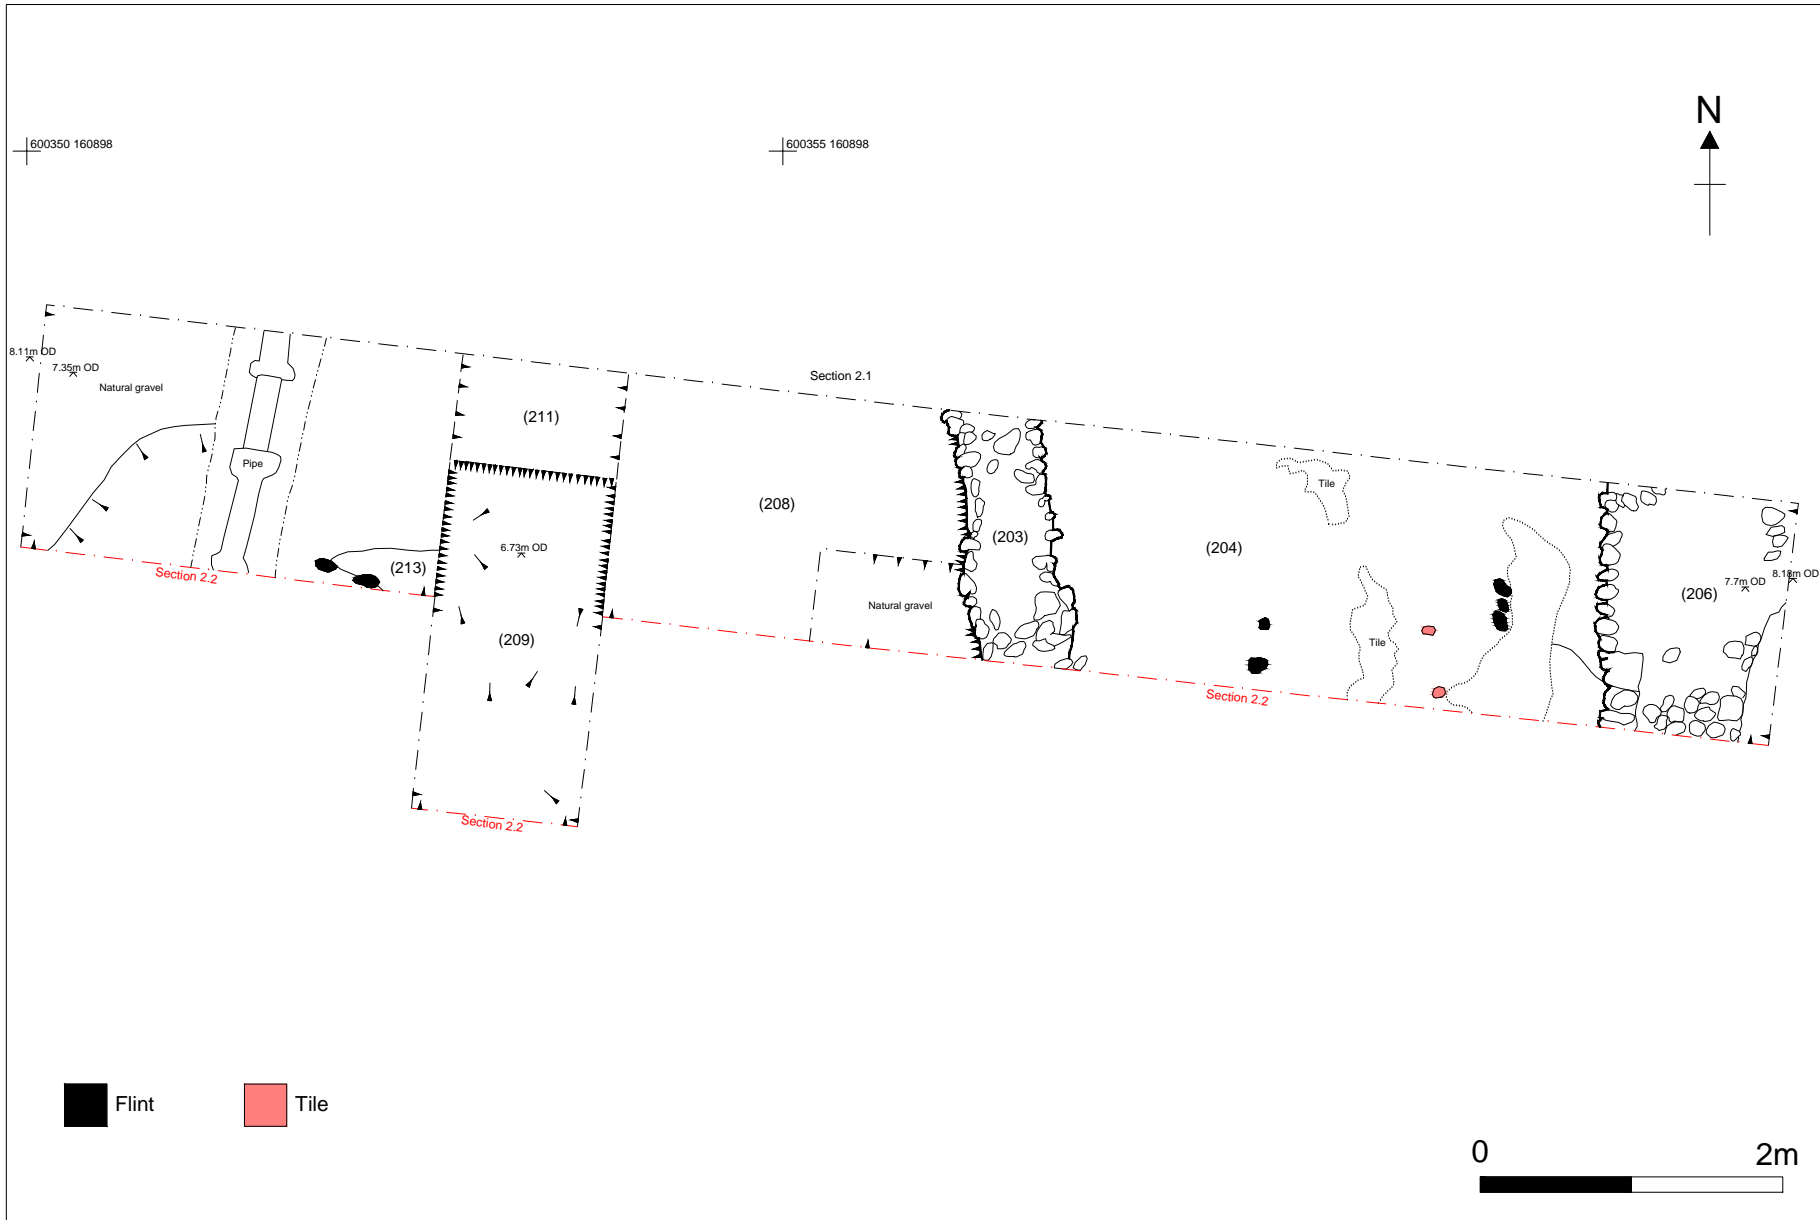 N
600350 160898
600355 160898
8.11m OD
7.35m OD
Natural gravel
Section 2.1
(211)
Pipe
Tile
(208)
(203)
(204)
6.73m OD
(213)
Section 2.2
Natural gravel
8.18m OD
7.7m OD
(206)
(209)
Tile
Section 2.2
Section 2.2
Flint
Tile
0
2m